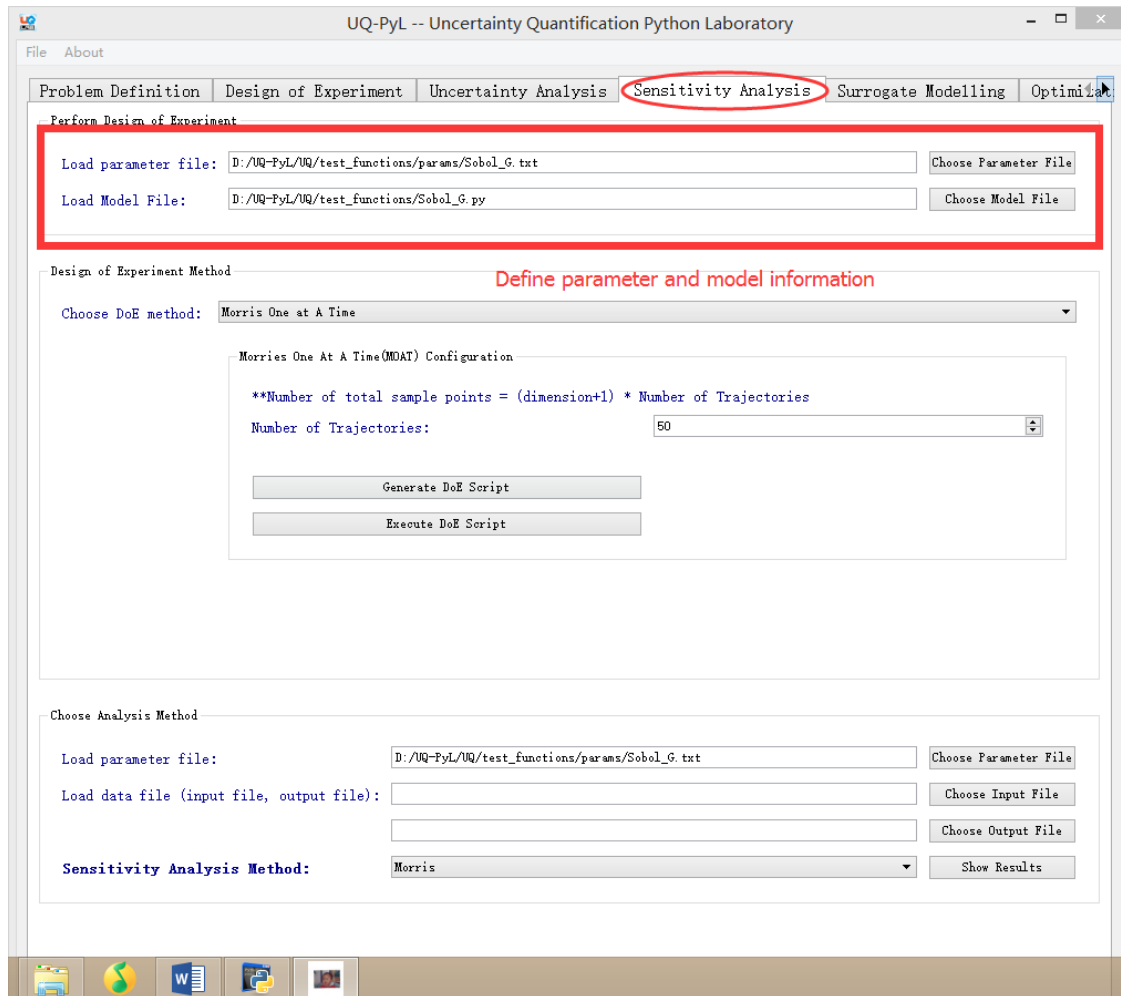 UQ-PyL -- Uncertainty Quantification Python Laboratory
File About
Problem Definition Design of Experiment Uncertainty Analysis Sensitivity Analysis Surrogate Modelling
Perform Design of Experiment
Load parameter file: D:/UQ-PyL/UQ/test_functions/params/Sobol_G.txt Choose Parameter File
Load Model File: D:/UQ-PyL/UQ/test_functions/Sobol_G.py Choose Model File
Design of Experiment Method
Define parameter and model information
Choose DoE method: Morris One at A Time
Morries One At A Time(MOAT) Configuration
**Number of total sample points = (dimension+1) * Number of Trajectories
Number of Trajectories: 50
Generate DoE Script
Execute DoE Script
Choose Analysis Method
Load parameter file: D:/UQ-PyL/UQ/test_functions/params/Sobol_G.txt Choose Parameter File
Load data file (input file, output file): Choose Input File
Choose Output File
Sensitivity Analysis Method: Morris Show Results